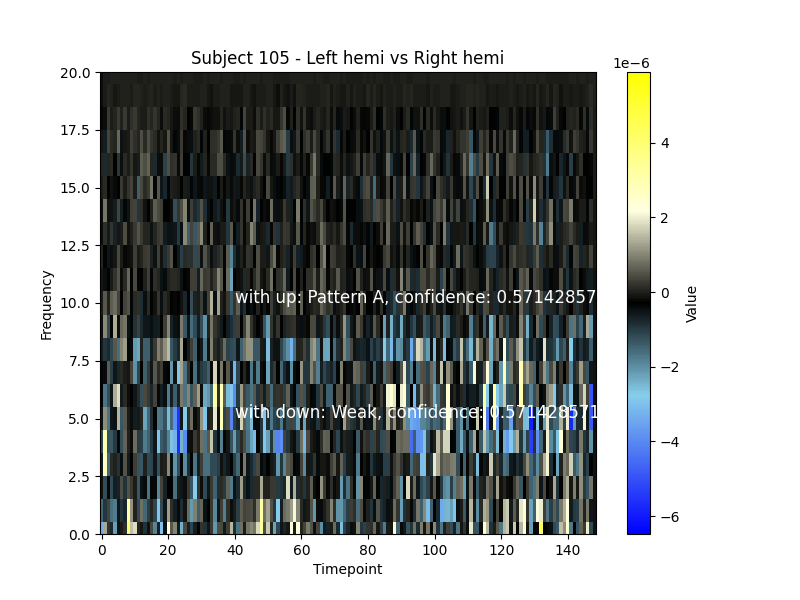 Subject 105 - Left hemi vs Right hemi
1e−6
20.0
17.5
15.0
12.5
10.0
7.5
5.0
2.5
0.0
Frequency
with up: Pattern A, confidence: 0.57142857
with down: Weak, confidence: 0.571428571
0 20 40 60 80 100 120 140
Timepoint
4
2
0
−2
−4
−6
Value